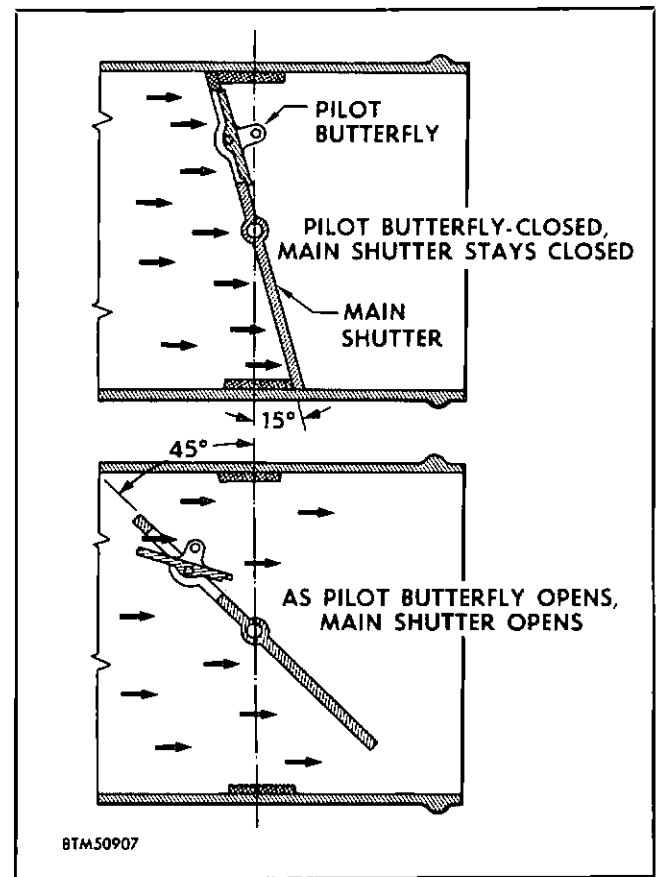 PILOT
BUTTERFLY
PILOT BUTTERFLY-CLOSED,
MAIN SHUTTER STAYS CLOSED
MAIN
SHUTTER
15°
45°
AS PILOT BUTTERFLY OPENS,
MAIN SHUTTER OPENS
BTM50907